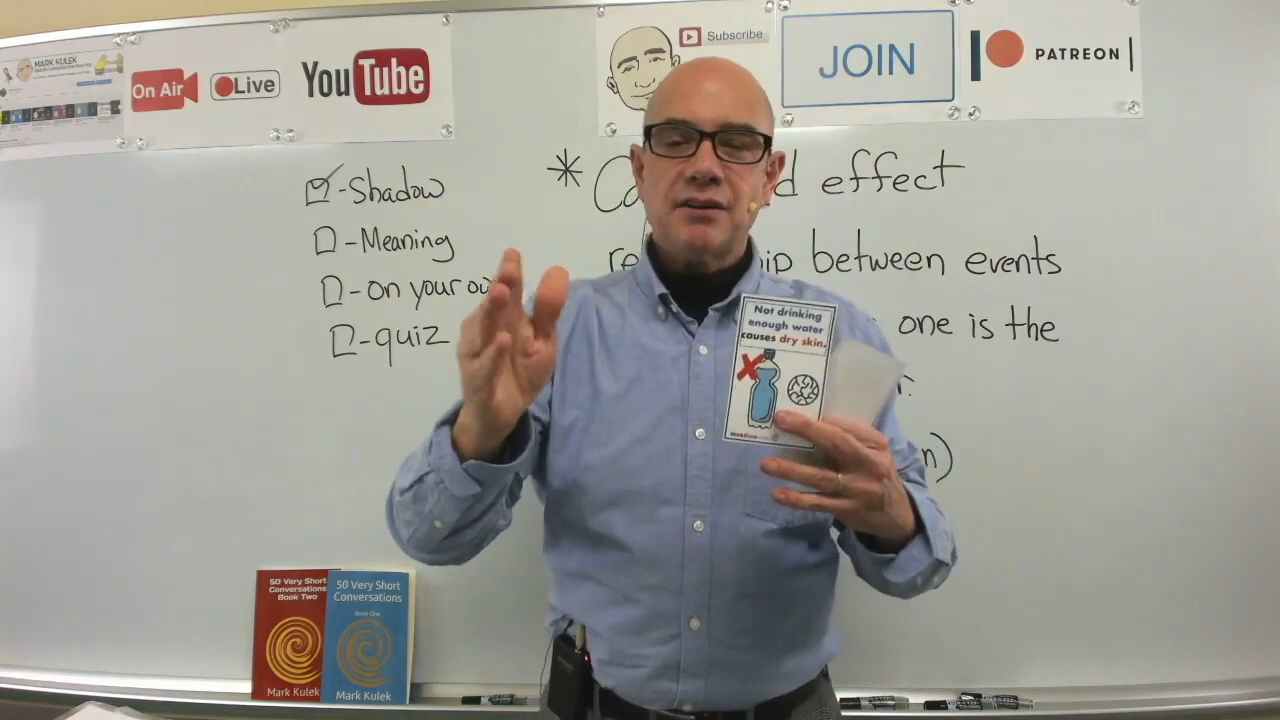 MARK KULEK
On Air
Live
YouTube
Subscribe
JOIN
PATREON
-Shadow
-Meaning
-on your
-quiz
* effect
between events
one is the
Not drinking
enough water
causes dry skin.
50 Very Short
Conversations
Book Two
Mark Kulek
50 Very Short
Conversations
Book One
Mark Kulek